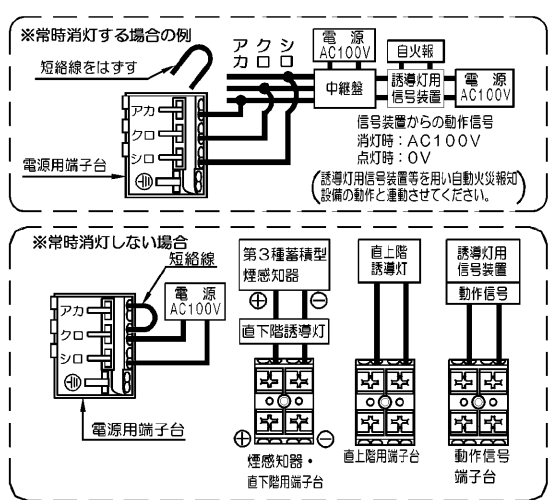 ※常時消灯する場合の例
短絡線をはずす
アカ
クロ
シロ
電源用端子台
アカ
クロ
シロ
電 源
AC100V
中継盤
自火報
誘導灯用
信号装置
電 源
AC100V
信号装置からの動作信号
消灯時：AC100V
点灯時：0V
(誘導灯用信号装置等を用い自動火災報知
設備の動作と連動させてください。)
※常時消灯しない場合
短絡線
電 源
AC100V
アカ
クロ
シロ
電源用端子台
第3種蓄積型
煙感知器
⊕
⊖
直下階誘導灯
⊕
⊖
煙感知器・
直下階用端子台
直上階
誘導灯
直上階用端子台
誘導灯用
信号装置
動作信号
動作信号
端子台